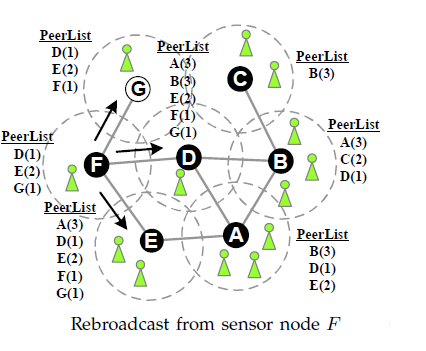 PeerList
D(1)
E(2)
F(1)
PeerList
A(3)
B(3)
E(2)
F(1)
G(1)
PeerList
B(3)
G
C
PeerList
D(1)
E(2)
G(1)
F
D
B
PeerList
A(3)
C(2)
D(1)
PeerList
A(3)
D(1)
E(2)
F(1)
G(1)
E
A
PeerList
B(3)
D(1)
E(2)
Rebroadcast from sensor node F